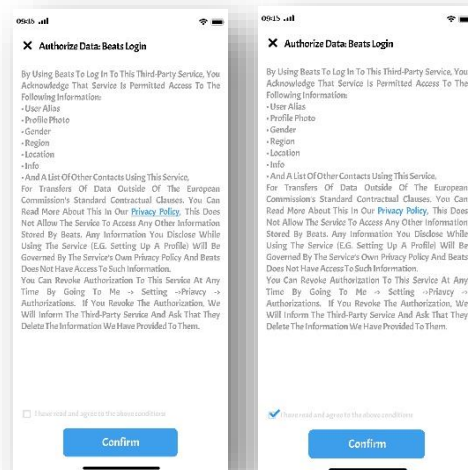 09:15
Authorize Data: Beats Login
By Using Beats To Log In To This Third-Party Service, You
Acknowledge That Service Is Permitted Access To The
Following Information:
• User Alias
• Profile Photo
• Gender
• Region
• Location
• Info
• And A List Of Other Contacts Using This Service,
For Transfers Of Data Outside Of The European
Commission's Standard Contractual Clauses. You Can
Read More About This In Our Privacy Policy, This Does
Not Allow The Service To Access Any Other Information
Stored By Beats. Any Information You Disclose While
Using The Service (E.G. Setting Up A Profile) Will Be
Governed By The Service's Own Privacy Policy And Beats
Does Not Have Access To Such Information.
You Can Revoke Authorization To This Service At Any
Time By Going To Me -> Setting ->Priavcy ->
Authorizations. If You Revoke The Authorization, We
Will Inform The Third-Party Service And Ask That They
Delete The Information We Have Provided To Them.
I have read and agree to the above conditions
Confirm
09:15
Authorize Data: Beats Login
By Using Beats To Log In To This Third-Party Service, You
Acknowledge That Service Is Permitted Access To The
Following Information:
• User Alias
• Profile Photo
• Gender
• Region
• Location
• Info
• And A List Of Other Contacts Using This Service,
For Transfers Of Data Outside Of The European
Commission's Standard Contractual Clauses. You Can
Read More About This In Our Privacy Policy, This Does
Not Allow The Service To Access Any Other Information
Stored By Beats. Any Information You Disclose While
Using The Service (E.G. Setting Up A Profile) Will Be
Governed By The Service's Own Privacy Policy And Beats
Does Not Have Access To Such Information.
You Can Revoke Authorization To This Service At Any
Time By Going To Me -> Setting ->Priavcy ->
Authorizations. If You Revoke The Authorization, We
Will Inform The Third-Party Service And Ask That They
Delete The Information We Have Provided To Them.
I have read and agree to the above conditions
Confirm